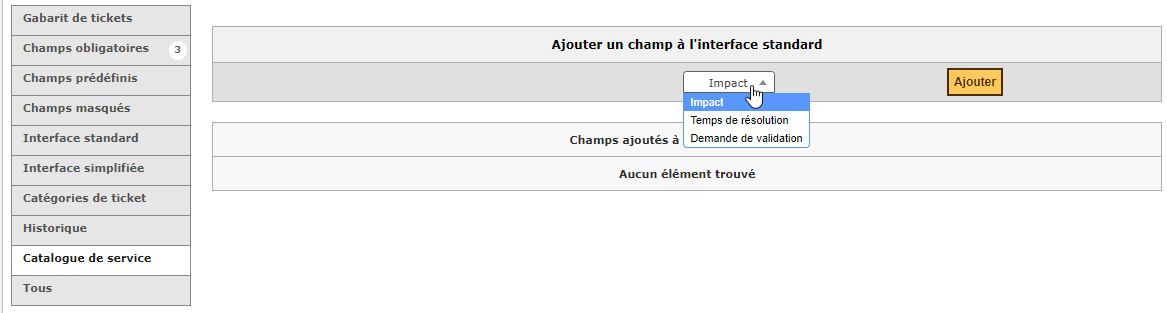 Gabarit de tickets
Champs obligatoires 3
Champs prédéfinis
Champs masqués
Interface standard
Interface simplifiée
Catégories de ticket
Historique
Catalogue de service
Tous
Ajouter un champ à l'interface standard
Impact Ajouter
Impact
Temps de résolution
Demande de validation
Champs ajoutés à
Aucun élément trouvé